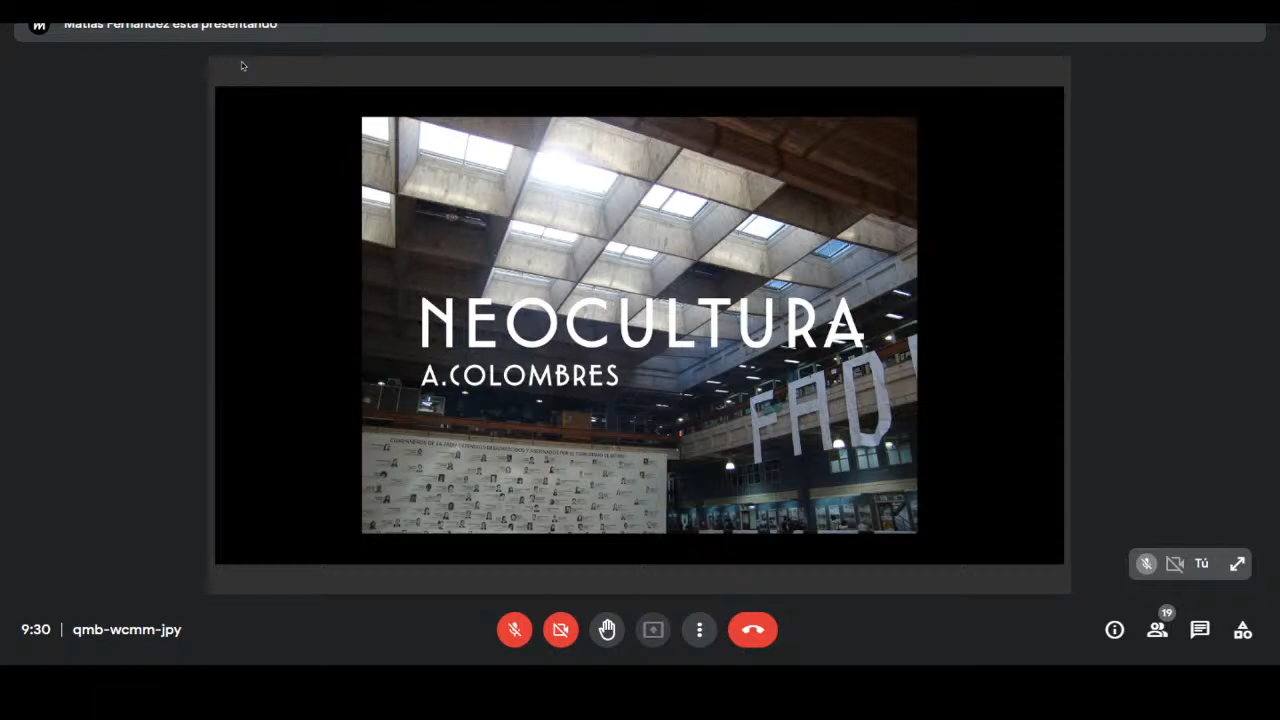 m Matías Fernández está presentando
NEOCULTURA
A.COLOMBRES
FAD
Tú
9:30 | qmb-wcmm-jpy
19